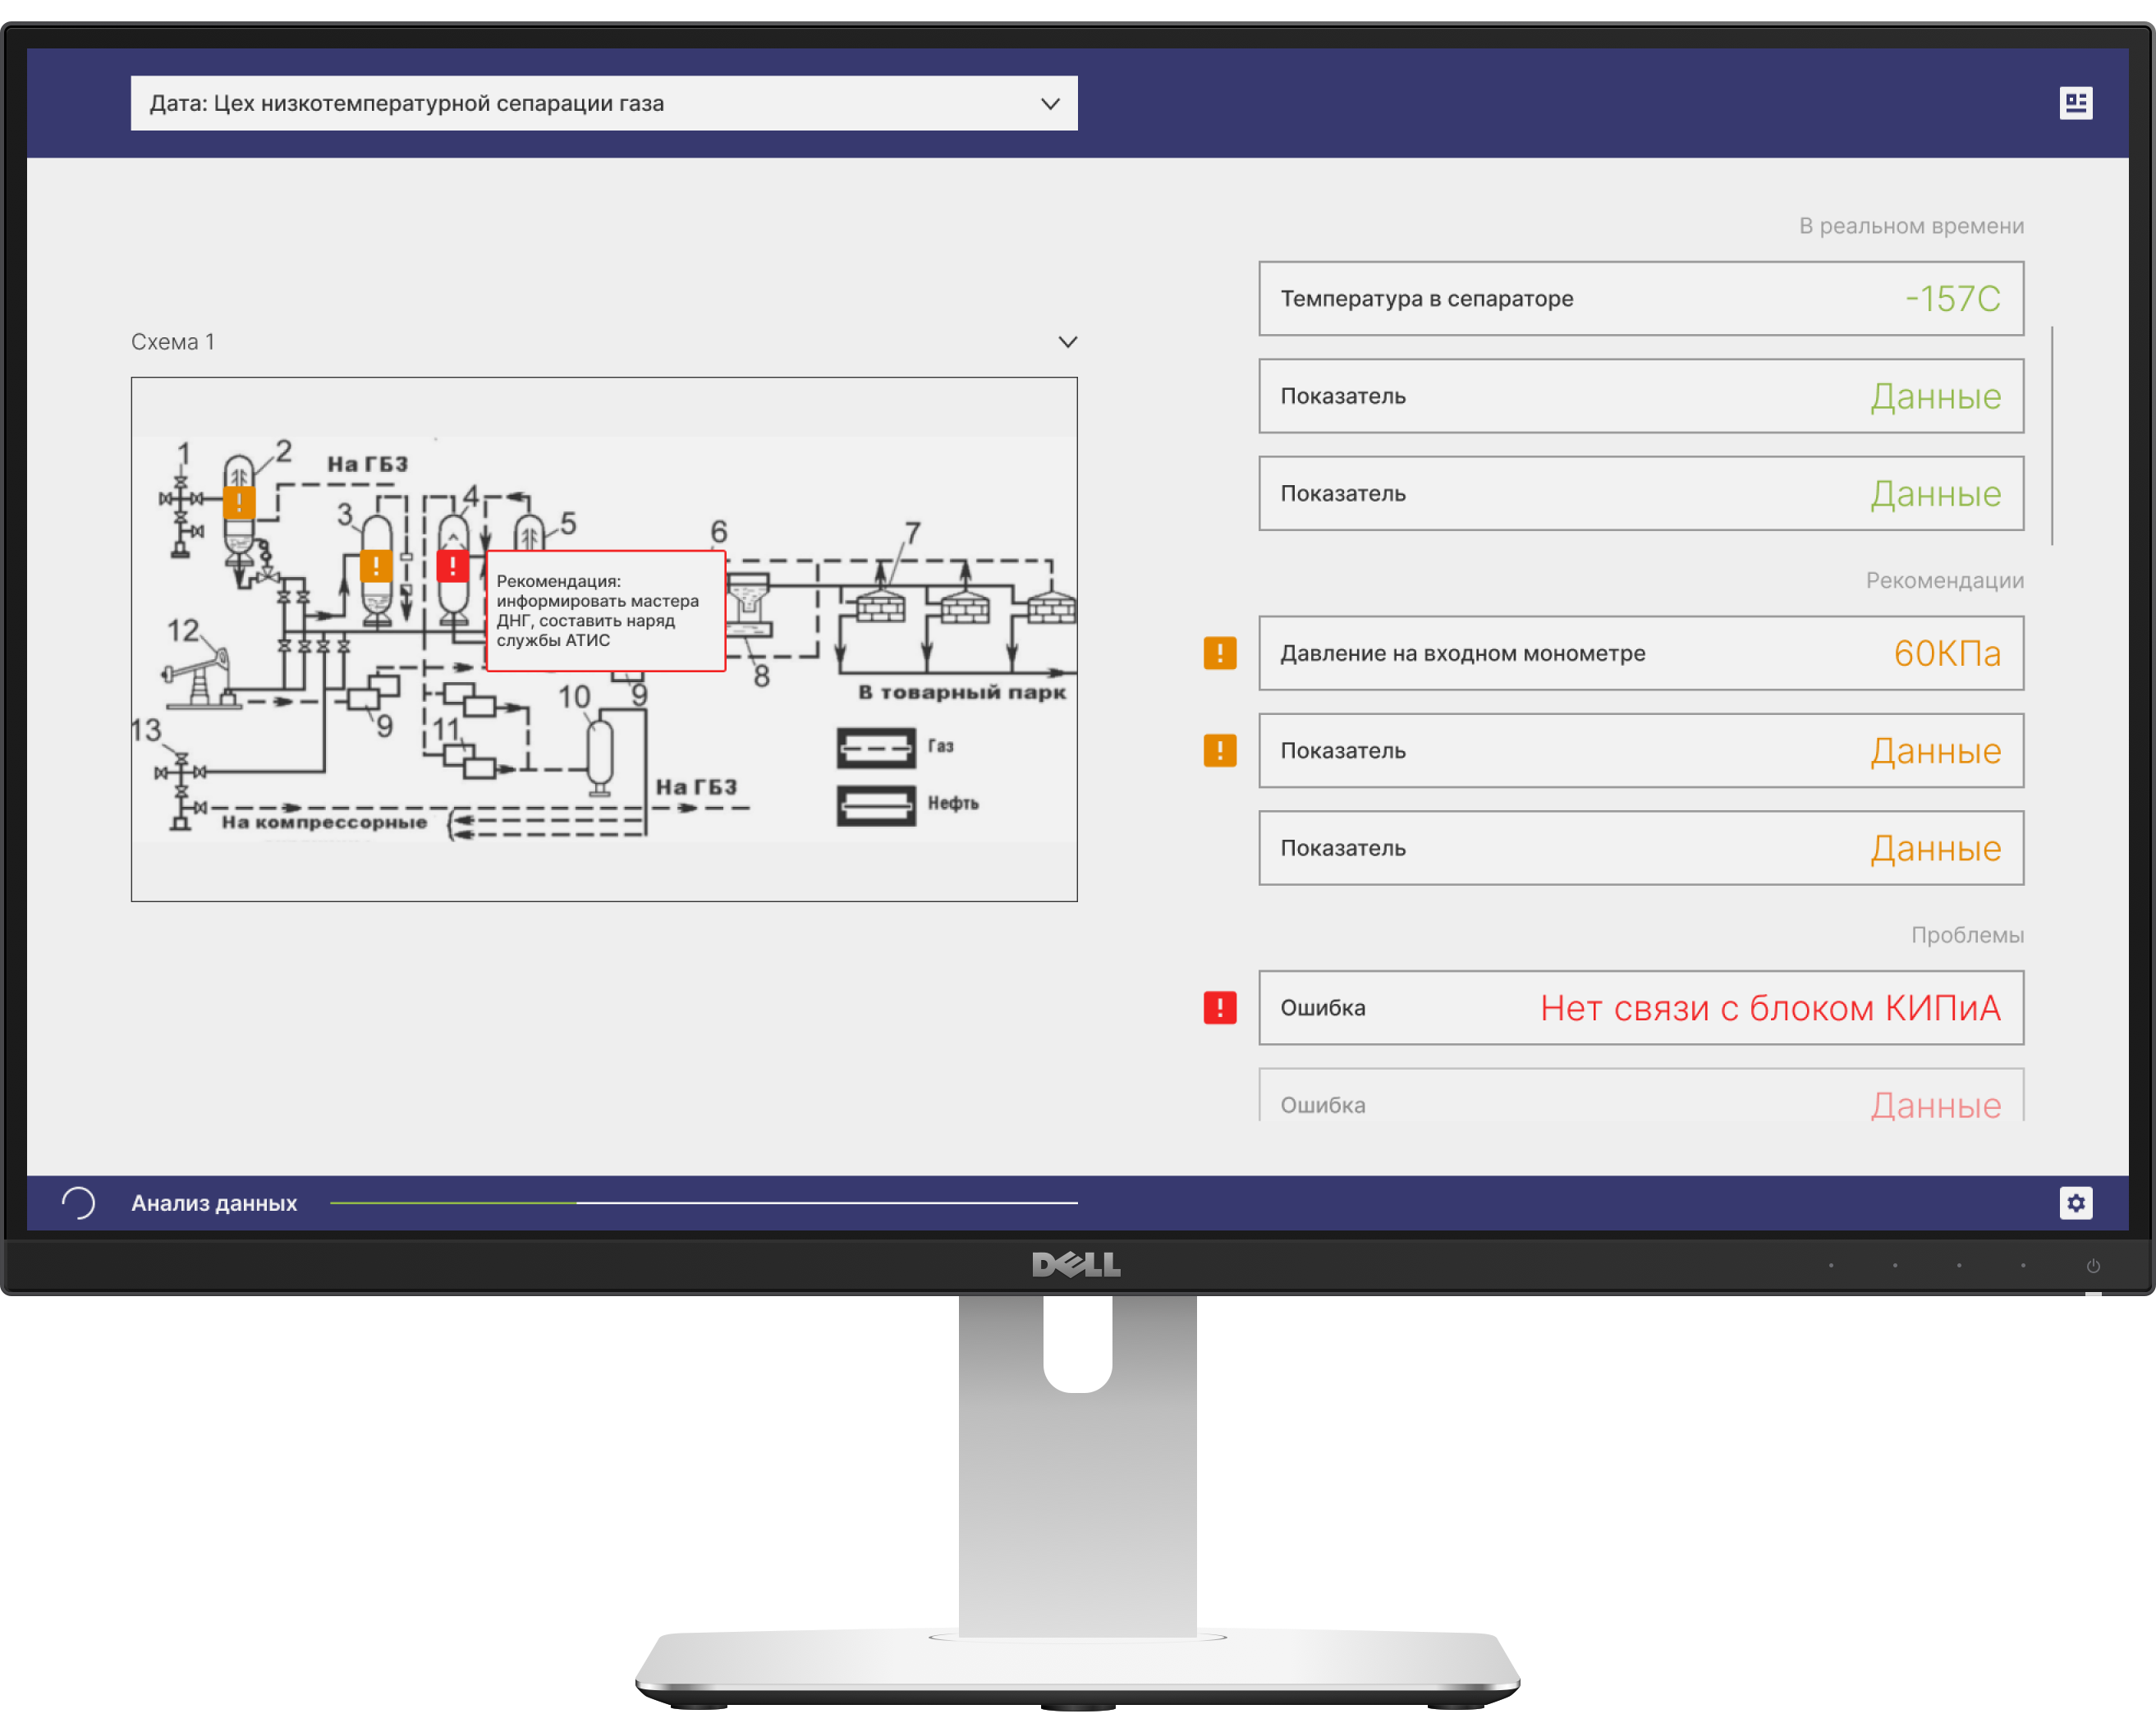 Дата: Цех низкотемпературной сепарации газа
Схема 1
1
2
На ГБЗ
3
4
5
6
7
Рекомендация:
информировать мастера
ДНГ, составить наряд
службы АТИС
12
8
9
10
9
В товарный парк
13
11
Газ
На ГБЗ
Нефть
На компрессорные
В реальном времени
Температура в сепараторе -157C
Показатель Данные
Показатель Данные
Рекомендации
! Давление на входном монометре 60КПа
! Показатель Данные
Показатель Данные
Проблемы
! Ошибка Нет связи с блоком КИПиА
Ошибка Данные
Анализ данных
DELL